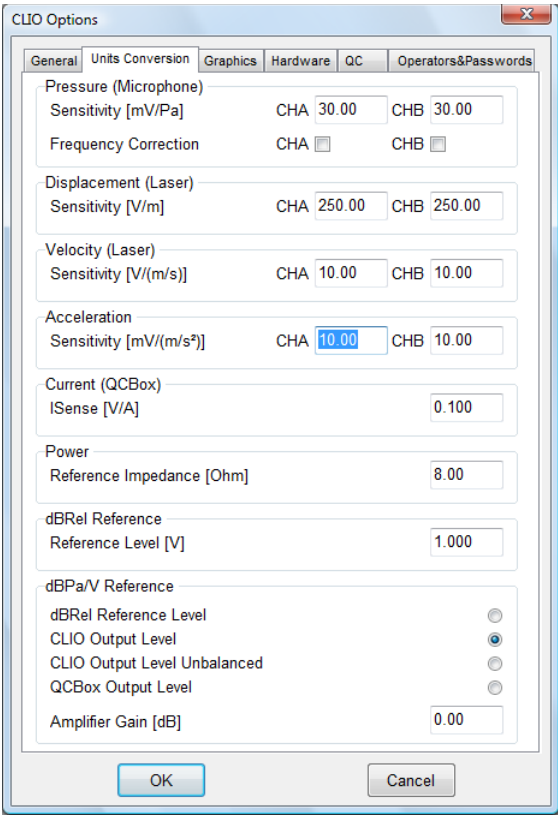 CLIO Options
General Units Conversion Graphics Hardware QC Operators&Passwords
Pressure (Microphone)
Sensitivity [mV/Pa] CHA 30.00 CHB 30.00
Frequency Correction CHA CHB
Displacement (Laser)
Sensitivity [V/m] CHA 250.00 CHB 250.00
Velocity (Laser)
Sensitivity [V/(m/s)] CHA 10.00 CHB 10.00
Acceleration
Sensitivity [mV/(m/s²)] CHA 10.00 CHB 10.00
Current (QCBox)
ISense [V/A] 0.100
Power
Reference Impedance [Ohm] 8.00
dBRel Reference
Reference Level [V] 1.000
dBPa/V Reference
dBRel Reference Level
CLIO Output Level
CLIO Output Level Unbalanced
QCBox Output Level
Amplifier Gain [dB] 0.00
OK Cancel